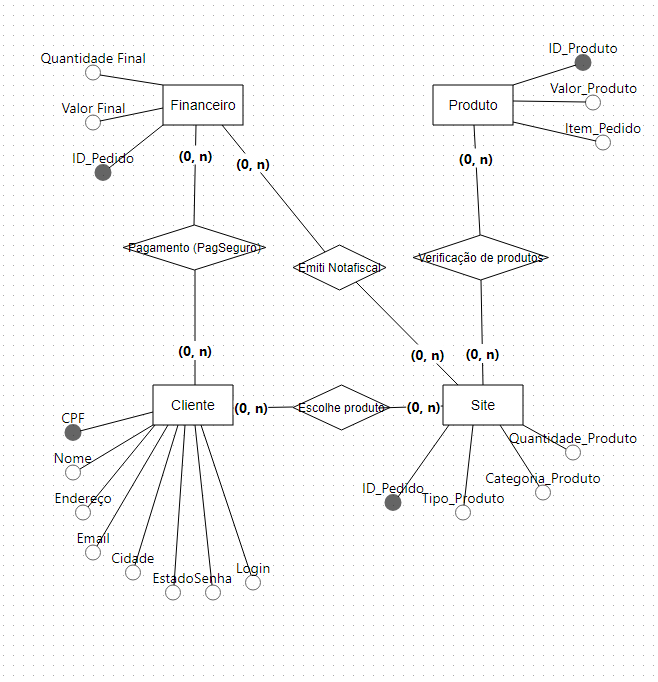 Quantidade Final
Valor Final
ID_Pedido
Financeiro
ID_Produto
Valor_Produto
Item_Pedido
Produto
(0, n)
(0, n)
(0, n)
Pagamento (PagSeguro)
Emiti Notafiscal
Verificação de produtos
(0, n)
(0, n)
(0, n)
Cliente
(0, n)
Escolhe produto
(0, n)
Site
CPF
Nome
Endereço
Email
Cidade
Estado
Senha
Login
ID_Pedido
Tipo_Produto
Categoria_Produto
Quantidade_Produto